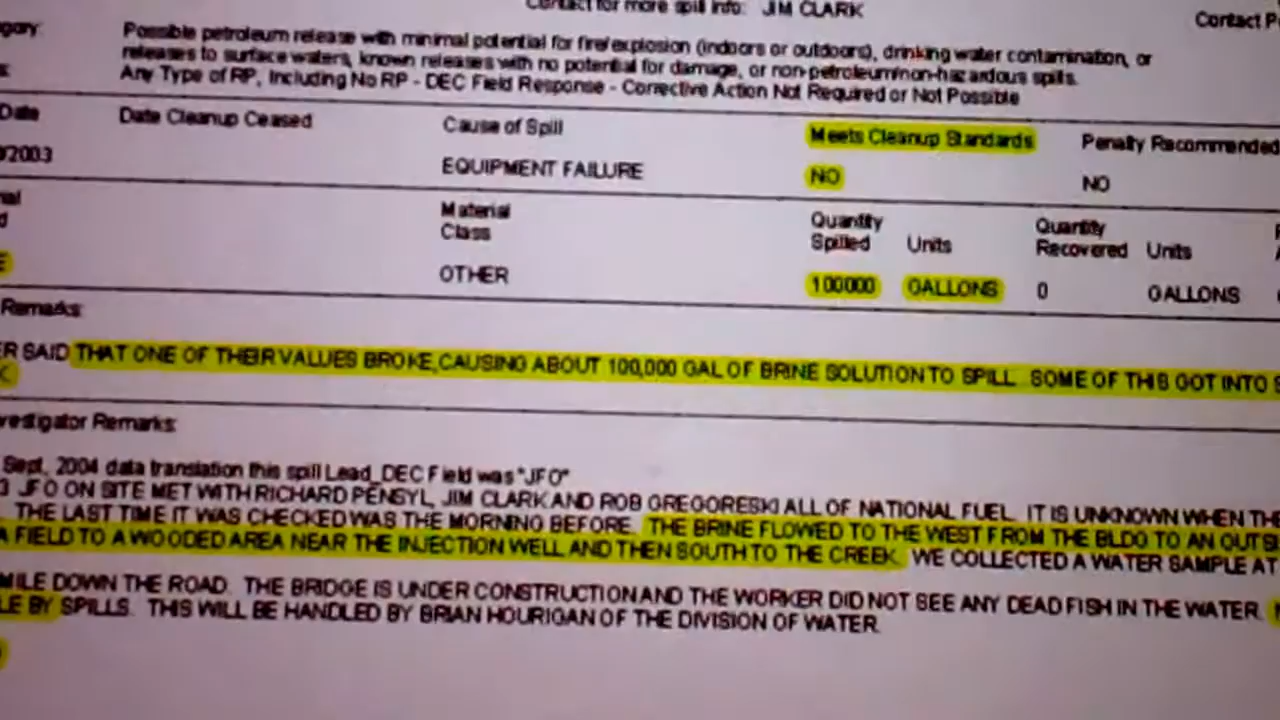 Contact for more spill info: JIM CLARK
Contact P
gory
Possible petroleum release with minimal potential for fire/explosion (indoors or outdoors), drinking water contamination, or
releases to surface waters, known releases with no potential for damage, or non-petroleum/non-hazardous spills.
Any Type of RP, Including No RP - DEC Field Response - Corrective Action Not Required or Not Possible
Date Date Cleanup Ceased Cause of Spill Meets Cleanup Standards Penalty Recommended
/2003 EQUIPMENT FAILURE NO NO
Material Class Quantity Spilled Units Quantity Recovered Units
OTHER 100000 GALLONS 0 GALLONS
Remarks:
ER SAID THAT ONE OF THEIR VALUES BROKE, CAUSING ABOUT 100,000 GAL OF BRINE SOLUTION TO SPILL. SOME OF THIS GOT INTO S
K
vestigator Remarks:
Sept, 2004 data translation this spill Lead_DEC Field was "JFO"
3 JFO ON SITE MET WITH RICHARD PENSYL, JIM CLARK AND ROB GREGORESKI ALL OF NATIONAL FUEL. IT IS UNKNOWN WHEN TH
THE LAST TIME IT WAS CHECKED WAS THE MORNING BEFORE. THE BRINE FLOWED TO THE WEST FROM THE BLDG TO AN OUTSI
A FIELD TO A WOODED AREA NEAR THE INJECTION WELL AND THEN SOUTH TO THE CREEK. WE COLLECTED A WATER SAMPLE AT
MILE DOWN THE ROAD. THE BRIDGE IS UNDER CONSTRUCTION AND THE WORKER DID NOT SEE ANY DEAD FISH IN THE WATER.
LE BY SPILLS. THIS WILL BE HANDLED BY BRIAN HOURIGAN OF THE DIVISION OF WATER.